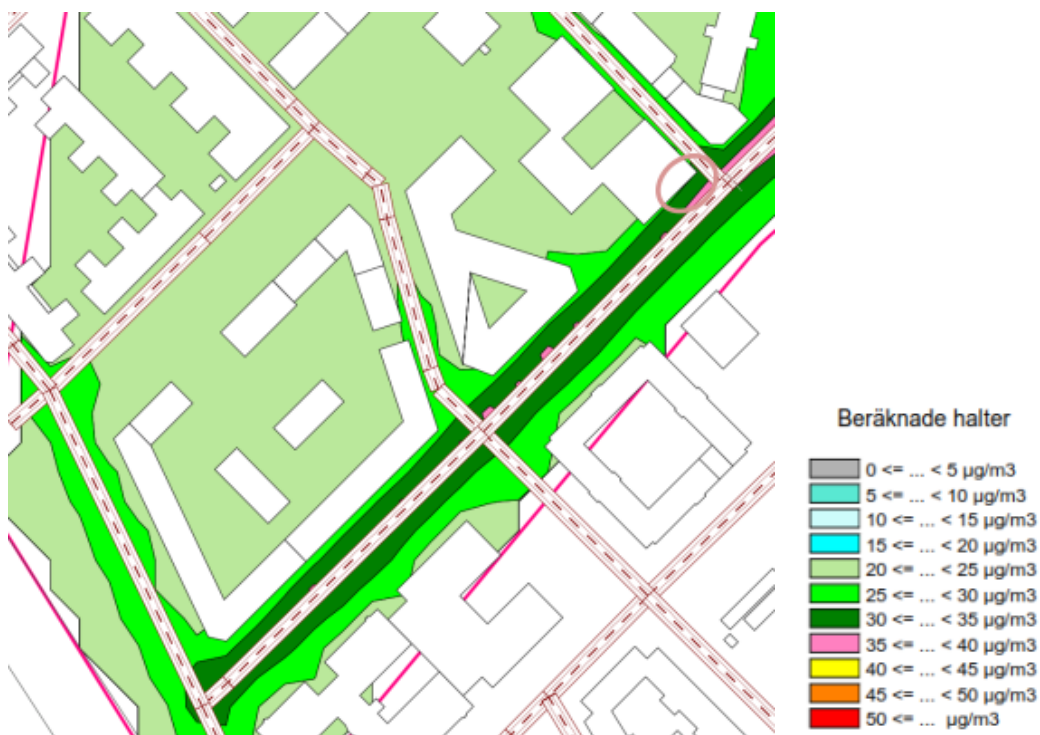 Beräknade halter
0 <= ... < 5 µg/m3
5 <= ... < 10 µg/m3
10 <= ... < 15 µg/m3
15 <= ... < 20 µg/m3
20 <= ... < 25 µg/m3
25 <= ... < 30 µg/m3
30 <= ... < 35 µg/m3
35 <= ... < 40 µg/m3
40 <= ... < 45 µg/m3
45 <= ... < 50 µg/m3
50 <= ... µg/m3